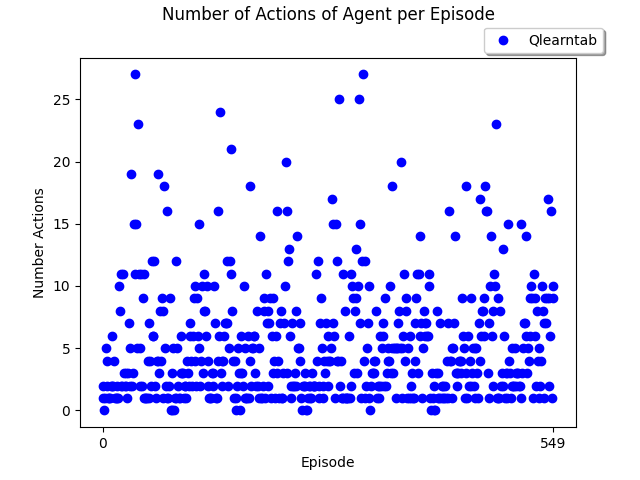 Number of Actions of Agent per Episode
Qlearntab
25
20
15
10
5
0
Number Actions
0 549
Episode